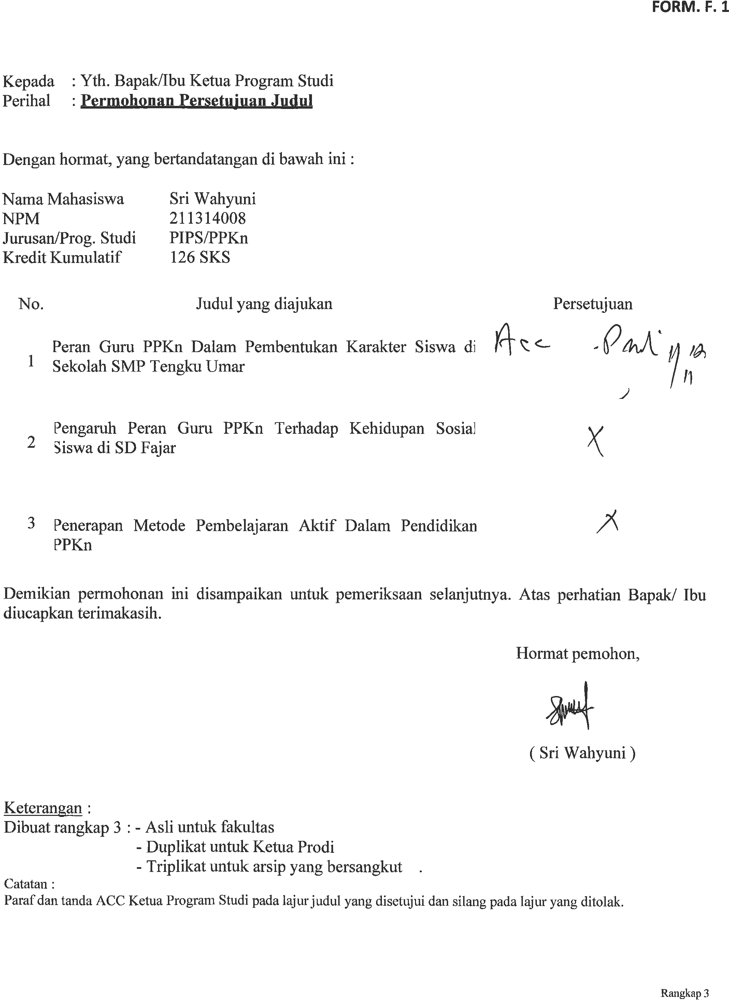 FORM. F. 1
Kepada : Yth. Bapak/Ibu Ketua Program Studi
Perihal : Permohonan Persetujuan Judul
Dengan hormat, yang bertandatangan di bawah ini :
Nama Mahasiswa Sri Wahyuni
NPM 211314008
Jurusan/Prog. Studi PIPS/PPKn
Kredit Kumulatif 126 SKS
No. Judul yang diajukan Persetujuan
Peran Guru PPKn Dalam Pembentukan Karakter Siswa di Acc
1 Sekolah SMP Tengku Umar
Pengaruh Peran Guru PPKn Terhadap Kehidupan Sosial X
2 Siswa di SD Fajar
3 Penerapan Metode Pembelajaran Aktif Dalam Pendidikan X
PPKn
Demikian permohonan ini disampaikan untuk pemeriksaan selanjutnya. Atas perhatian Bapak/ Ibu
diucapkan terimakasih.
Hormat pemohon,
( Sri Wahyuni )
Keterangan :
Dibuat rangkap 3 : - Asli untuk fakultas
- Duplikat untuk Ketua Prodi
- Triplikat untuk arsip yang bersangkut .
Catatan :
Paraf dan tanda ACC Ketua Program Studi pada lajur judul yang disetujui dan silang pada lajur yang ditolak.
Rangkap 3